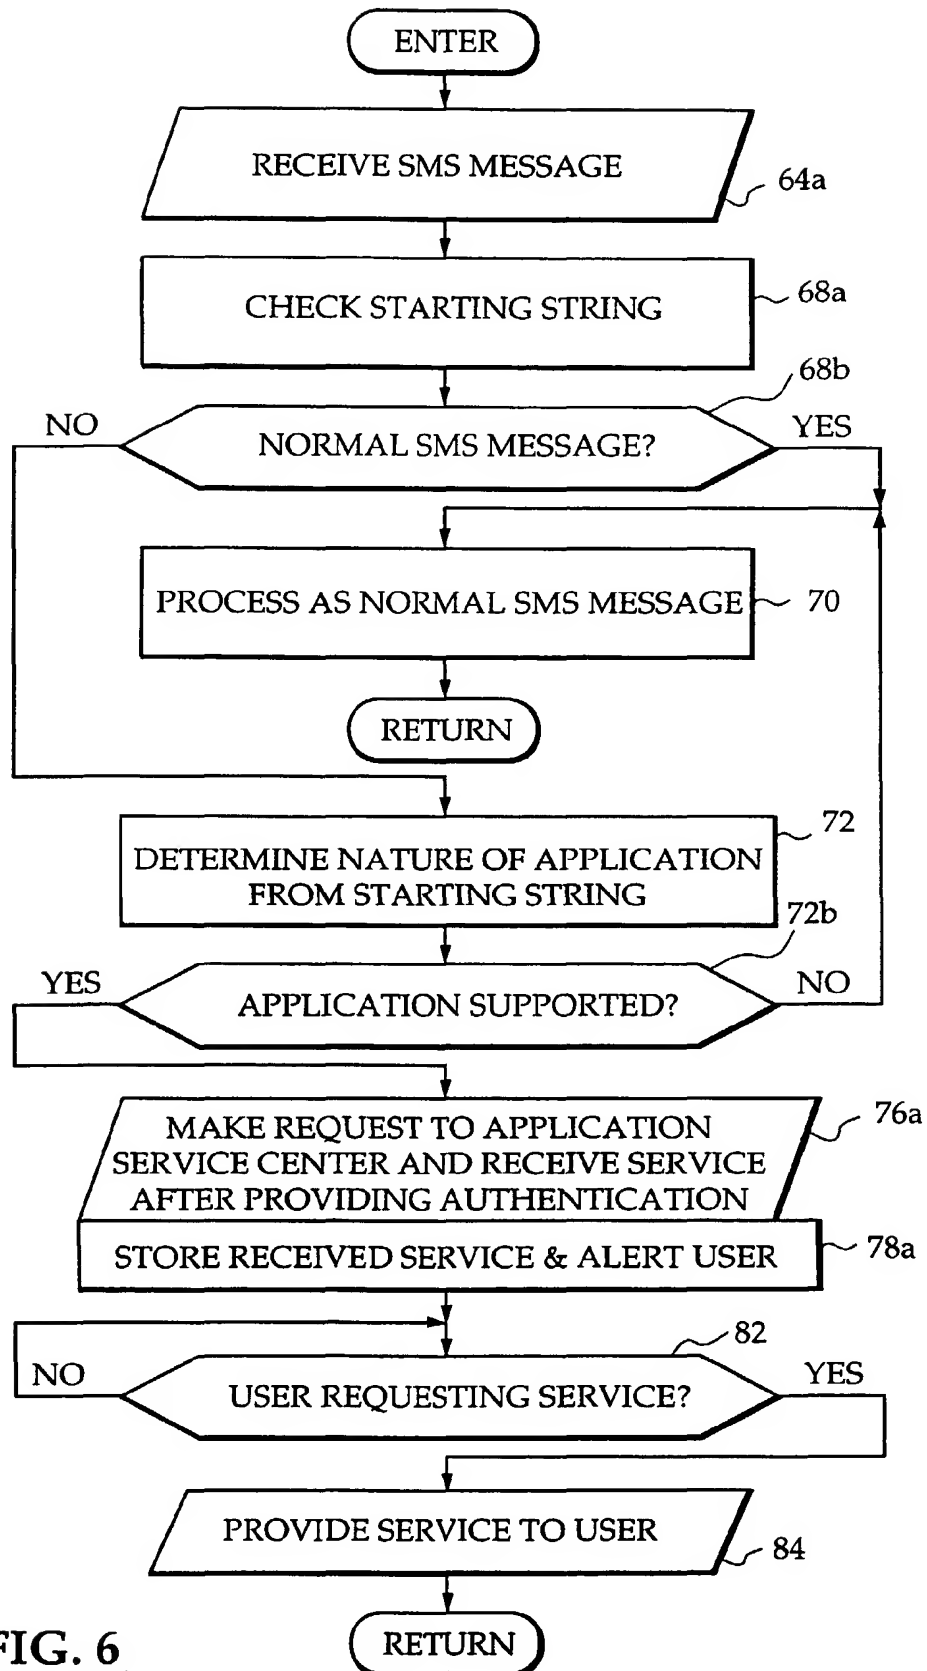 ENTER
RECEIVE SMS MESSAGE
64a
CHECK STARTING STRING
68a
68b
NO
NORMAL SMS MESSAGE?
YES
PROCESS AS NORMAL SMS MESSAGE
70
RETURN
72
DETERMINE NATURE OF APPLICATION
FROM STARTING STRING
72b
YES
APPLICATION SUPPORTED?
NO
76a
MAKE REQUEST TO APPLICATION
SERVICE CENTER AND RECEIVE SERVICE
AFTER PROVIDING AUTHENTICATION
STORE RECEIVED SERVICE & ALERT USER
78a
82
NO
USER REQUESTING SERVICE?
YES
PROVIDE SERVICE TO USER
84
RETURN
FIG. 6